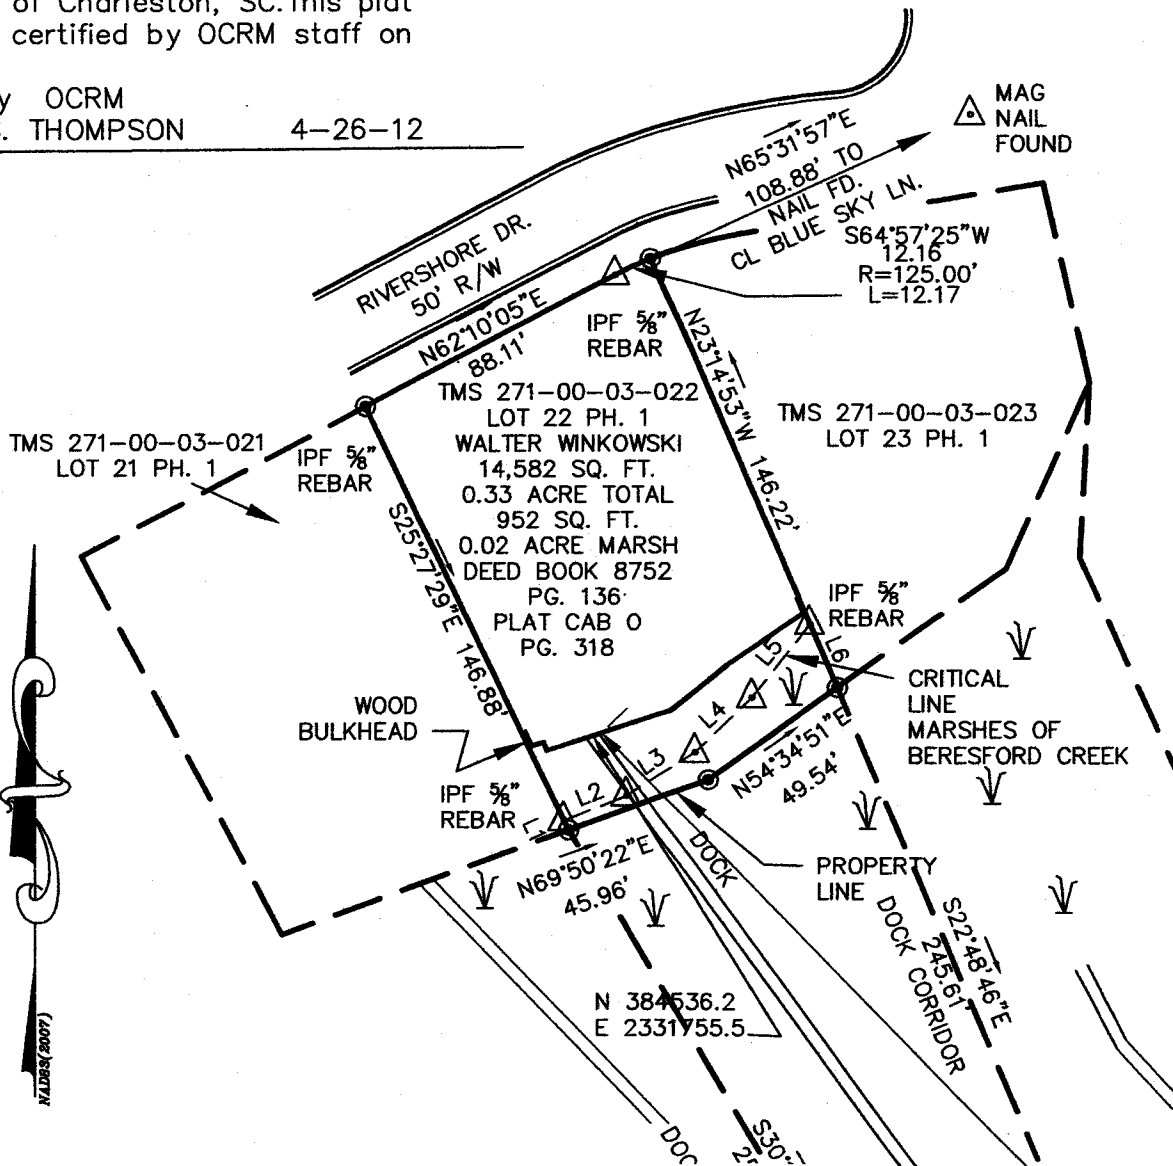 of Charleston, SC. This plat
certified by OCRM staff on
y OCRM
THOMPSON 4-26-12
MAG
NAIL
FOUND
N65°31'57"E
108.88' TO
NAIL FD.
CL BLUE SKY LN.
RIVERSHORE DR.
50' R/W
S64°57'25"W
12.16
R=125.00'
L=12.17
N62°10'05"E
88.11'
IPF 5/8"
REBAR
N23°14'53"W 146.22'
TMS 271-00-03-022
LOT 22 PH. 1
WALTER WINKOWSKI
14,582 SQ. FT.
0.33 ACRE TOTAL
952 SQ. FT.
0.02 ACRE MARSH
DEED BOOK 8752
PG. 136
PLAT CAB O
PG. 318
TMS 271-00-03-023
LOT 23 PH. 1
TMS 271-00-03-021
LOT 21 PH. 1
IPF 5/8"
REBAR
S25°27'29"E 146.88'
IPF 5/8"
REBAR
L6
L5
L4
L3
L2
CRITICAL
LINE
MARSHES OF
BERESFORD CREEK
WOOD
BULKHEAD
IPF 5/8"
REBAR
N54°34'51"E
49.54'
N69°50'22"E
45.96'
DOCK
PROPERTY
LINE
S22°48'46"E
245.61'
DOCK CORRIDOR
N 384536.2
E 2331755.5
NAD83(2007)
DOC
S30°